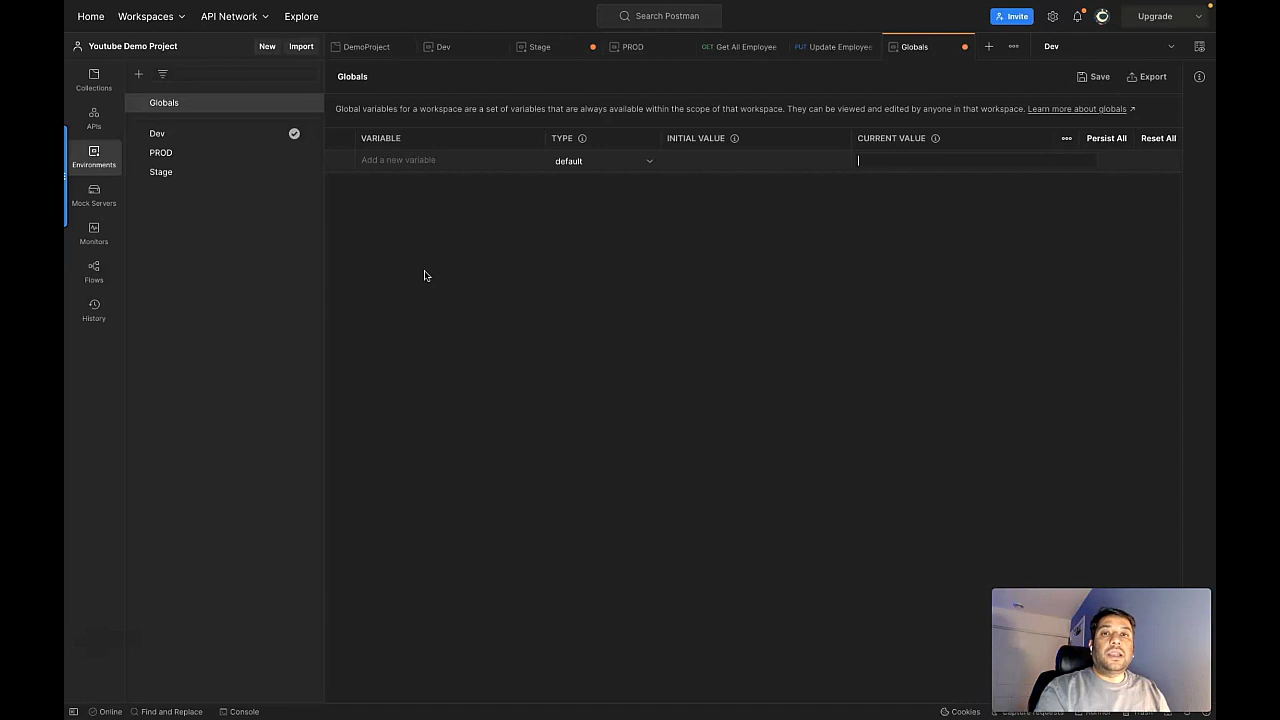 Home Workspaces API Network Explore Search Postman Invite Upgrade
Youtube Demo Project New Import DemoProject Dev Stage PROD GET Get All Employee PUT Update Employee Globals Dev
Collections
APIs
Environments
Mock Servers
Monitors
Flows
History
Globals
Dev
PROD
Stage
Globals Save Export
Global variables for a workspace are a set of variables that are always available within the scope of that workspace. They can be viewed and edited by anyone in that workspace. Learn more about globals
VARIABLE TYPE INITIAL VALUE CURRENT VALUE Persist All Reset All
Add a new variable default
Online Find and Replace Console Cookies